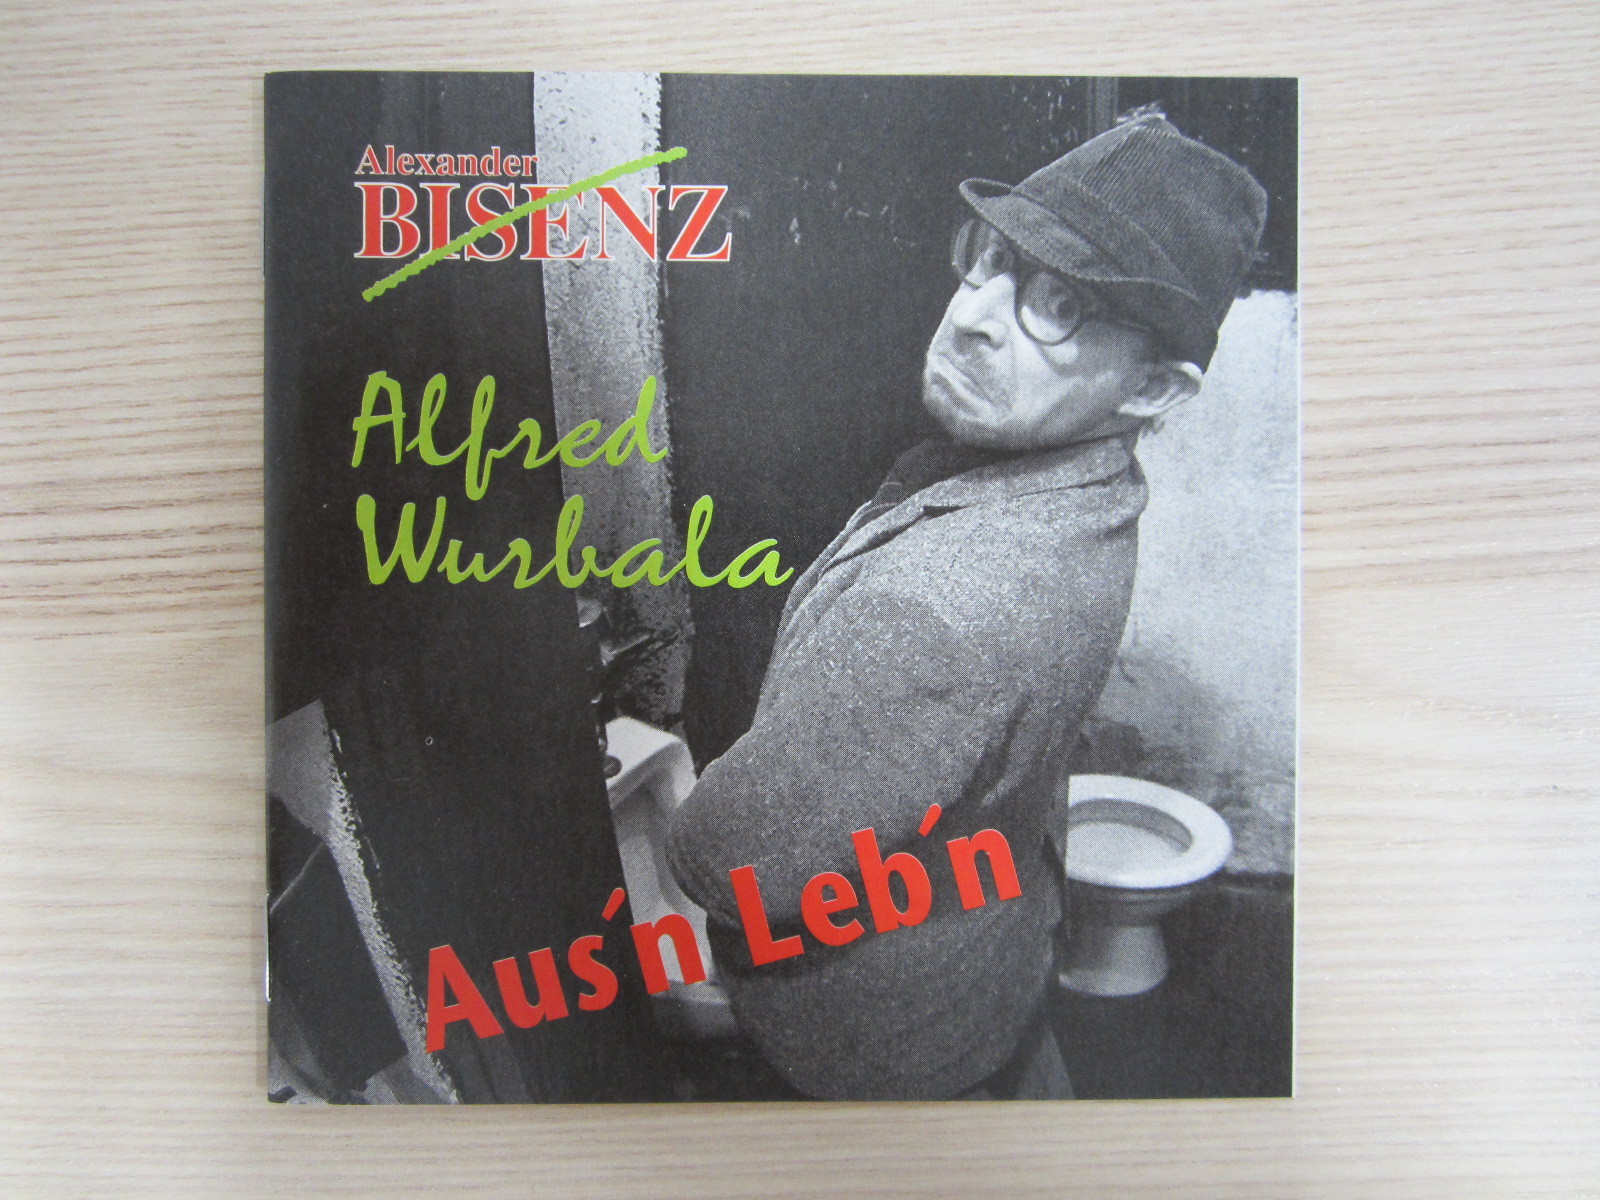 Alexander
BISENZ
Alfred
Wurbala
Aus´n Leb´n